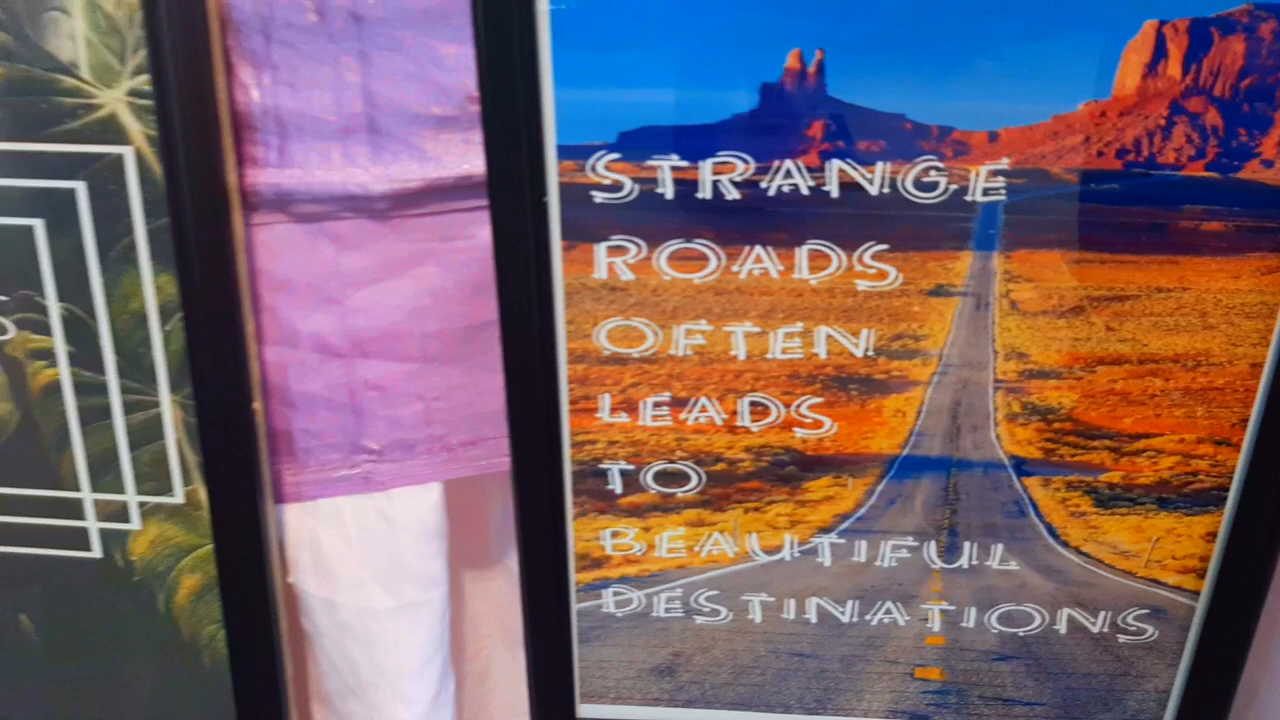 STRANGE
ROADS
OFTEN
LEADS
TO
BEAUTIFUL
DESTINATIONS